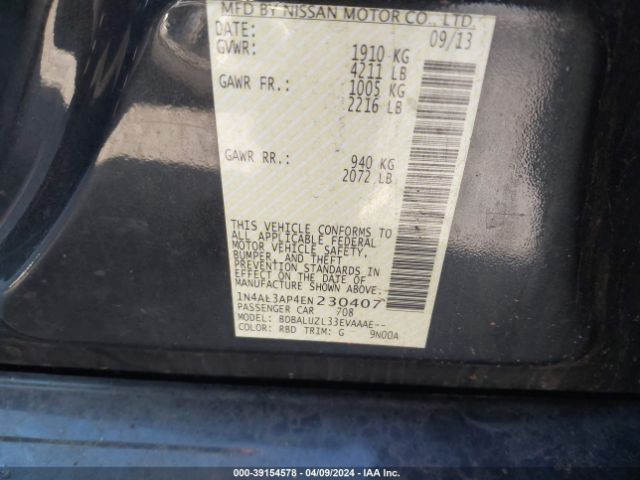 MFD BY NISSAN MOTOR CO., LTD.
DATE: 09/13
GVWR: 1910 KG
4211 LB
GAWR FR.: 1005 KG
2216 LB
GAWR RR.: 940 KG
2072 LB
THIS VEHICLE CONFORMS TO
ALL APPLICABLE FEDERAL
MOTOR VEHICLE SAFETY,
BUMPER, AND THEFT
PREVENTION STANDARDS IN
EFFECT ON THE DATE OF
MANUFACTURE SHOWN ABOVE.
1N4AL3AP4EN230407
PASSENGER CAR 708
MODEL: BDBALUZL33EVAAAE--
COLOR: RBD TRIM: G 9N00A
000-39154578 - 04/09/2024 - IAA Inc.